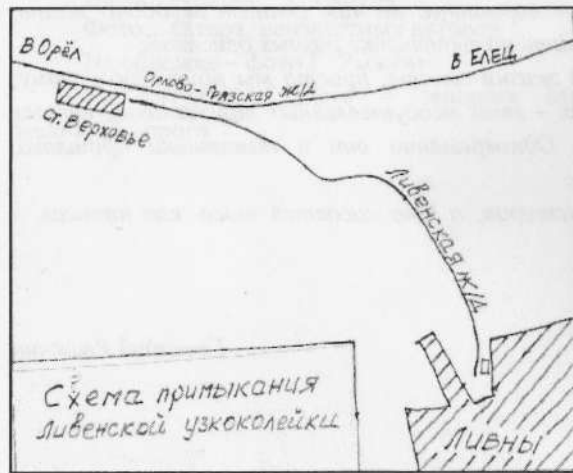 В Орёл
В Елец
Орлово-Грязская ж/д
ст. Верховье
Ливенская ж/д
Схема примыкания
Ливенской узкоколейки
Ливны